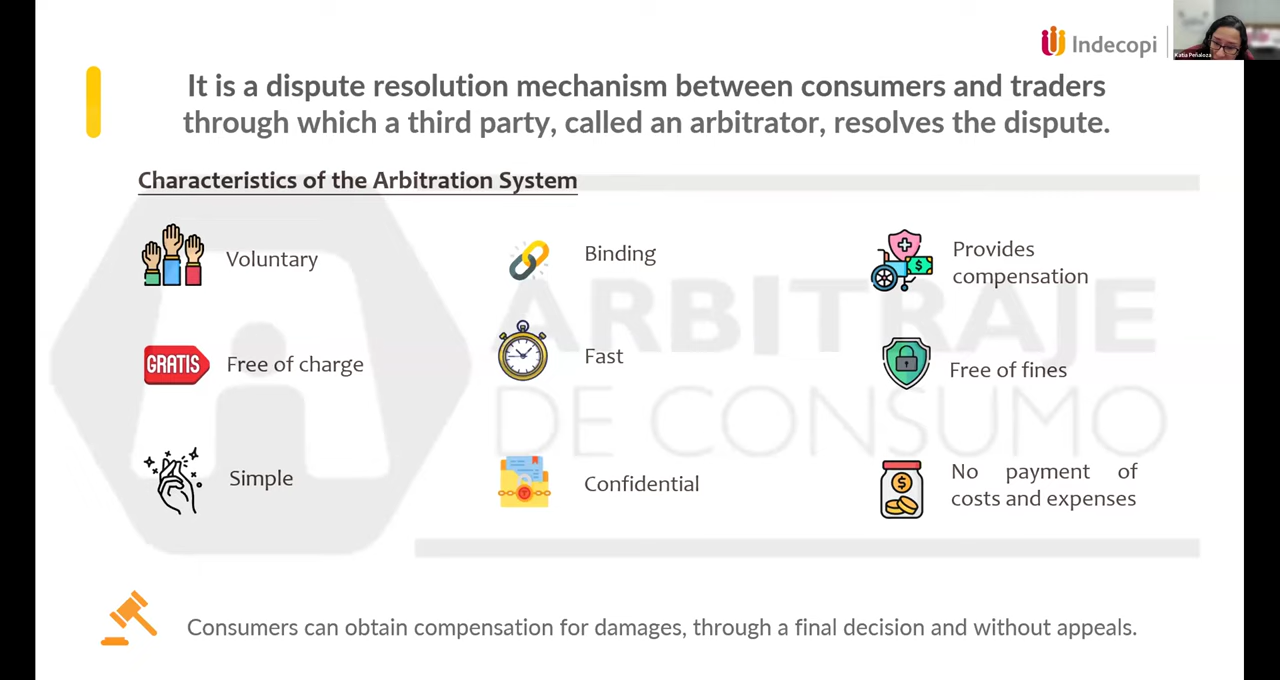 Indecopi
Katia Peñaloza
It is a dispute resolution mechanism between consumers and traders
through which a third party, called an arbitrator, resolves the dispute.
Characteristics of the Arbitration System
Voluntary
Binding
Provides
compensation
GRATIS
Free of charge
Fast
Free of fines
Simple
Confidential
No payment of
costs and expenses
ARBITRAJE
DE CONSUMO
Consumers can obtain compensation for damages, through a final decision and without appeals.